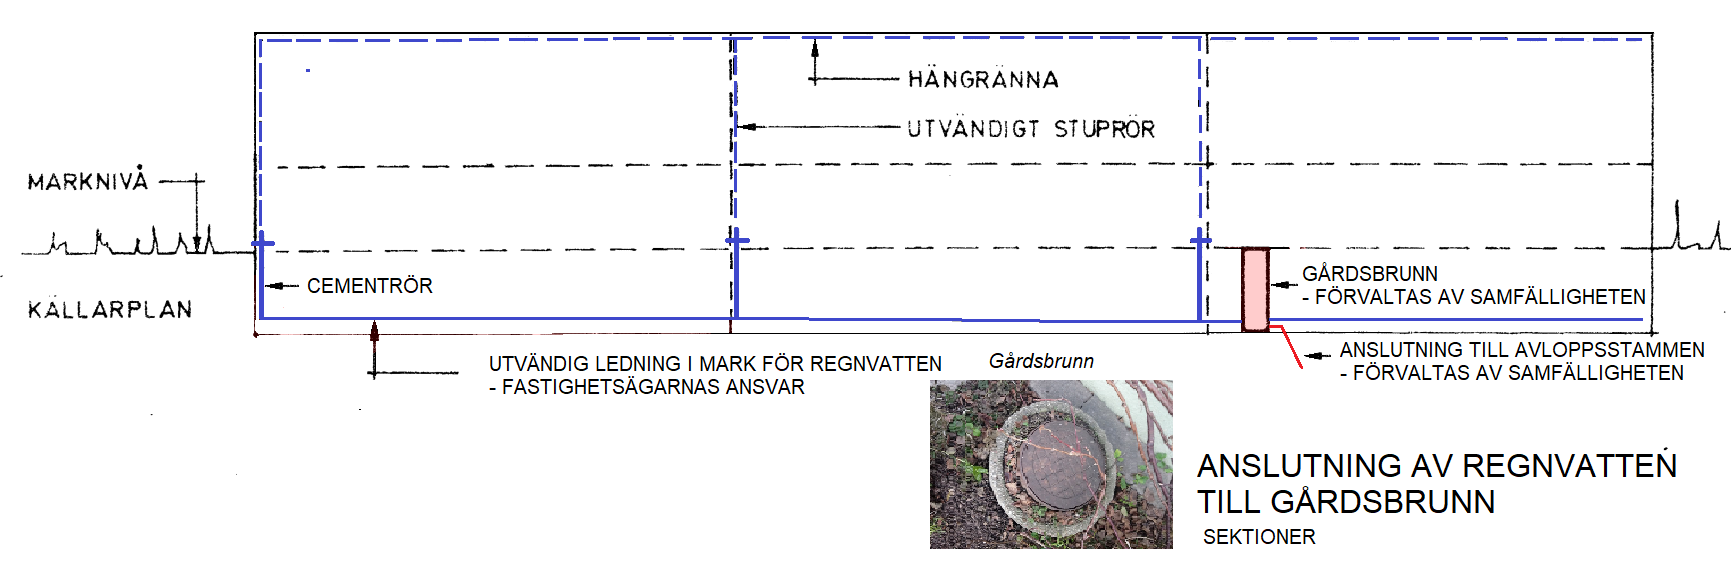 HÄNGRÄNNA
UTVÄNDIGT STUPRÖR
MARKNIVÅ
CEMENTRÖR
KÄLLARPLAN
GÅRDSBRUNN
- FÖRVALTAS AV SAMFÄLLIGHETEN
UTVÄNDIG LEDNING I MARK FÖR REGNVATTEN
- FASTIGHETSÄGARNAS ANSVAR
Gårdsbrunn
ANSLUTNING TILL AVLOPPSSTAMMEN
- FÖRVALTAS AV SAMFÄLLIGHETEN
ANSLUTNING AV REGNVATTEN
TILL GÅRDSBRUNN
SEKTIONER